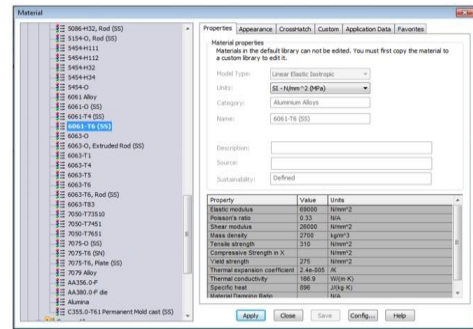 Material
5086-H32, Rod (SS)
5154-O, Rod (SS)
5454-H111
5454-H112
5454-H32
5454-H34
5454-O
6061 Alloy
6061-O (SS)
6061-T4 (SS)
6061-T6 (SS)
6063-O
6063-O, Extruded Rod (SS)
6063-T1
6063-T4
6063-T5
6063-T6
6063-T6, Rod (SS)
6063-T83
7050-T73510
7050-T7451
7050-T7651
7075-O (SS)
7075-T6 (SN)
7075-T6, Plate (SS)
7079 Alloy
AA356.0-F
AA380.0-F die
Alumina
C355.0-T61 Permanent Mold cast (SS)
Properties Appearance CrossHatch Custom Application Data Favorites
Material properties
Materials in the default library can not be edited. You must first copy the material to
a custom library to edit it.
Model Type: Linear Elastic Isotropic
Units: SI - N/mm^2 (MPa)
Category: Aluminium Alloys
Name: 6061-T6 (SS)
Description:
Source:
Sustainability: Defined
Property Value Units
Elastic modulus 69000 N/mm^2
Poisson's ratio 0.33 N/A
Shear modulus 26000 N/mm^2
Mass density 2700 kg/m^3
Tensile strength 310 N/mm^2
Compressive Strength in X N/mm^2
Yield strength 275 N/mm^2
Thermal expansion coefficient 2.4e-005 /K
Thermal conductivity 166.9 W/(m·K)
Specific heat 896 J/(kg·K)
Material Damping Ratio N/A
Apply Close Save Config... Help